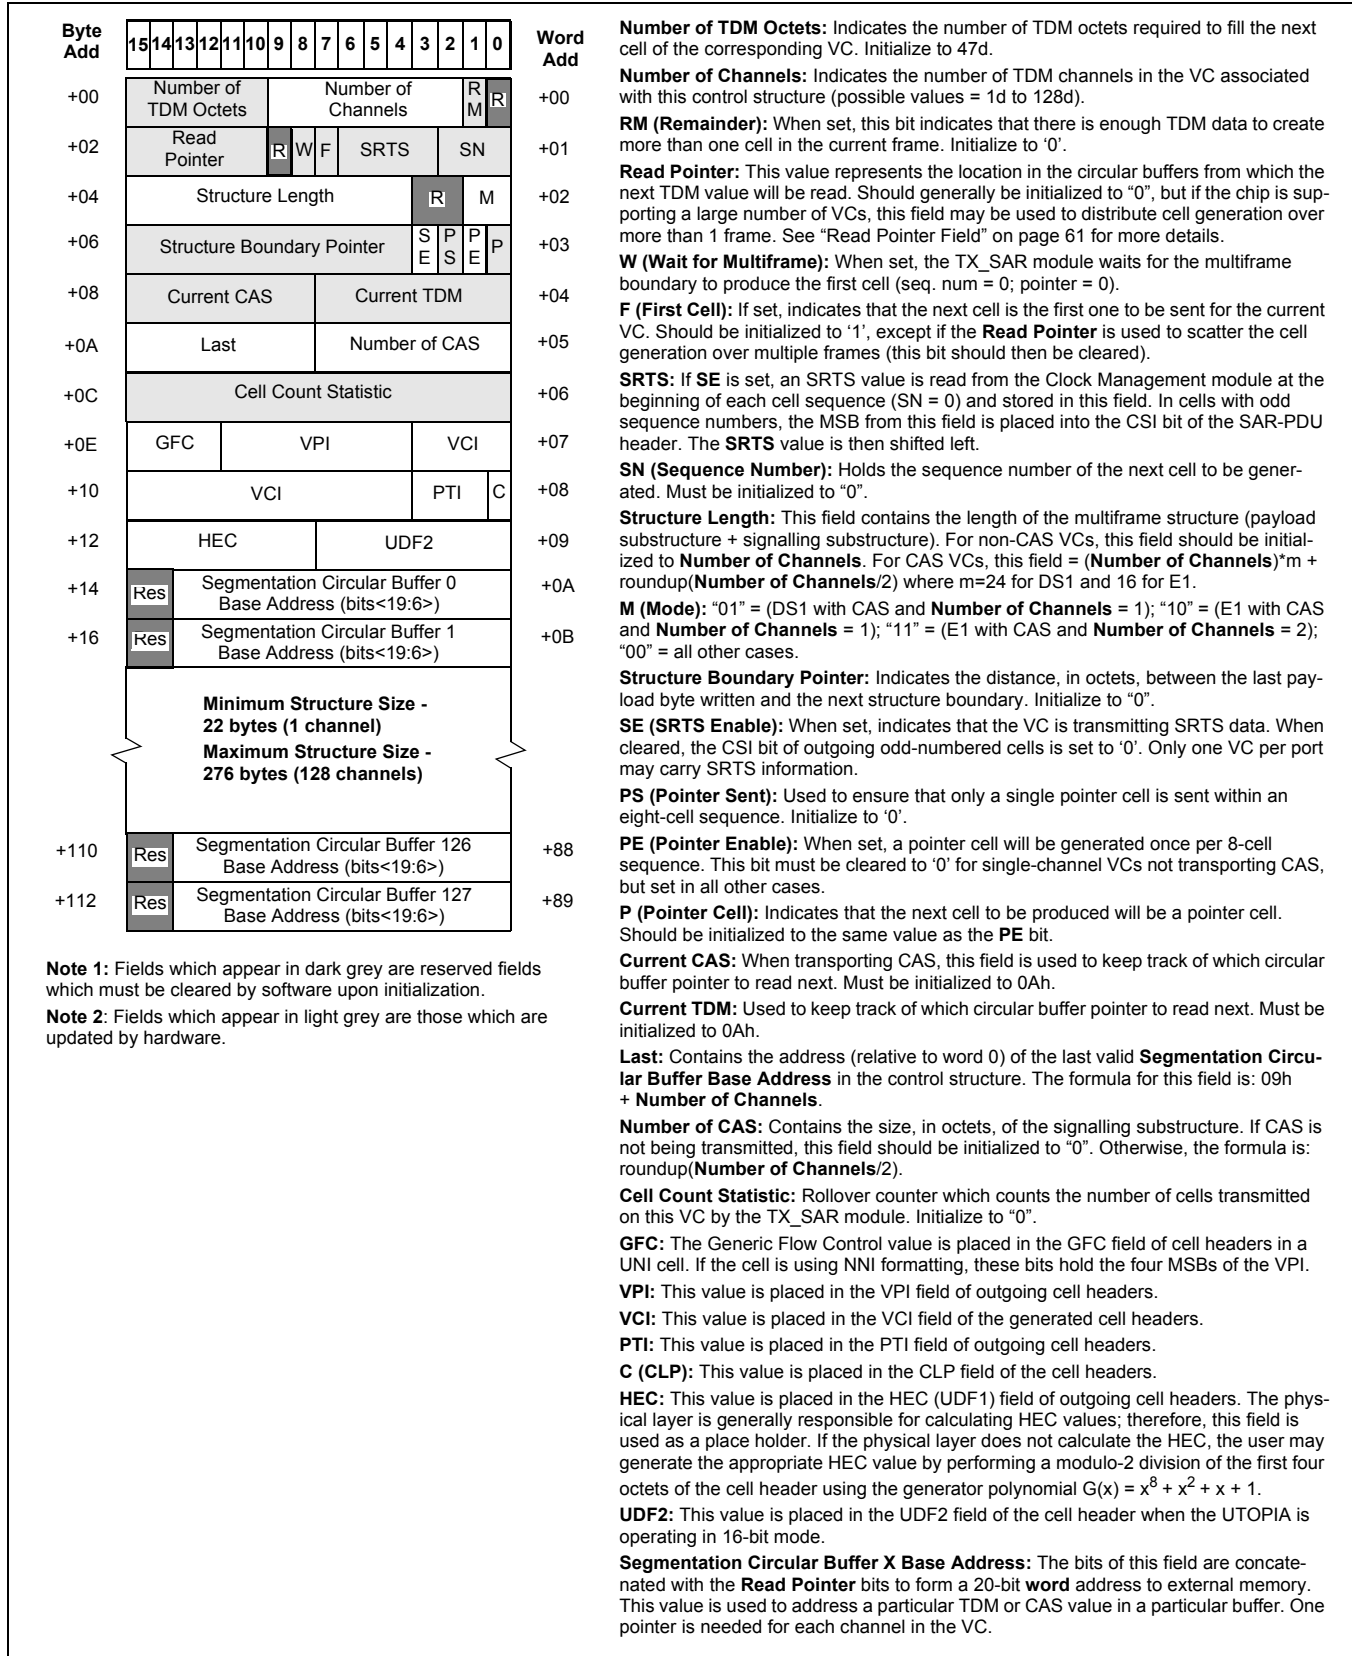 Byte Add 15 14 13 12 11 10 9 8 7 6 5 4 3 2 1 0 Word Add
+00 Number of TDM Octets Number of Channels RM R +00
+02 Read Pointer R W F SRTS SN +01
+04 Structure Length R M +02
+06 Structure Boundary Pointer SE PS PE P +03
+08 Current CAS Current TDM +04
+0A Last Number of CAS +05
+0C Cell Count Statistic +06
+0E GFC VPI VCI +07
+10 VCI PTI C +08
+12 HEC UDF2 +09
+14 Res Segmentation Circular Buffer 0 Base Address (bits<19:6>) +0A
+16 Res Segmentation Circular Buffer 1 Base Address (bits<19:6>) +0B
Minimum Structure Size -
22 bytes (1 channel)
Maximum Structure Size -
276 bytes (128 channels)
+110 Res Segmentation Circular Buffer 126 Base Address (bits<19:6>) +88
+112 Res Segmentation Circular Buffer 127 Base Address (bits<19:6>) +89
Note 1: Fields which appear in dark grey are reserved fields
which must be cleared by software upon initialization.
Note 2: Fields which appear in light grey are those which are
updated by hardware.
Number of TDM Octets: Indicates the number of TDM octets required to fill the next
cell of the corresponding VC. Initialize to 47d.
Number of Channels: Indicates the number of TDM channels in the VC associated
with this control structure (possible values = 1d to 128d).
RM (Remainder): When set, this bit indicates that there is enough TDM data to create
more than one cell in the current frame. Initialize to ‘0’.
Read Pointer: This value represents the location in the circular buffers from which the
next TDM value will be read. Should generally be initialized to “0”, but if the chip is sup-
porting a large number of VCs, this field may be used to distribute cell generation over
more than 1 frame. See “Read Pointer Field” on page 61 for more details.
W (Wait for Multiframe): When set, the TX_SAR module waits for the multiframe
boundary to produce the first cell (seq. num = 0; pointer = 0).
F (First Cell): If set, indicates that the next cell is the first one to be sent for the current
VC. Should be initialized to ‘1’, except if the Read Pointer is used to scatter the cell
generation over multiple frames (this bit should then be cleared).
SRTS: If SE is set, an SRTS value is read from the Clock Management module at the
beginning of each cell sequence (SN = 0) and stored in this field. In cells with odd
sequence numbers, the MSB from this field is placed into the CSI bit of the SAR-PDU
header. The SRTS value is then shifted left.
SN (Sequence Number): Holds the sequence number of the next cell to be gener-
ated. Must be initialized to “0”.
Structure Length: This field contains the length of the multiframe structure (payload
substructure + signalling substructure). For non-CAS VCs, this field should be initial-
ized to Number of Channels. For CAS VCs, this field = (Number of Channels)*m +
roundup(Number of Channels/2) where m=24 for DS1 and 16 for E1.
M (Mode): “01” = (DS1 with CAS and Number of Channels = 1); “10” = (E1 with CAS
and Number of Channels = 1); “11” = (E1 with CAS and Number of Channels = 2);
“00” = all other cases.
Structure Boundary Pointer: Indicates the distance, in octets, between the last pay-
load byte written and the next structure boundary. Initialize to “0”.
SE (SRTS Enable): When set, indicates that the VC is transmitting SRTS data. When
cleared, the CSI bit of outgoing odd-numbered cells is set to ‘0’. Only one VC per port
may carry SRTS information.
PS (Pointer Sent): Used to ensure that only a single pointer cell is sent within an
eight-cell sequence. Initialize to ‘0’.
PE (Pointer Enable): When set, a pointer cell will be generated once per 8-cell
sequence. This bit must be cleared to ‘0’ for single-channel VCs not transporting CAS,
but set in all other cases.
P (Pointer Cell): Indicates that the next cell to be produced will be a pointer cell.
Should be initialized to the same value as the PE bit.
Current CAS: When transporting CAS, this field is used to keep track of which circular
buffer pointer to read next. Must be initialized to 0Ah.
Current TDM: Used to keep track of which circular buffer pointer to read next. Must be
initialized to 0Ah.
Last: Contains the address (relative to word 0) of the last valid Segmentation Circu-
lar Buffer Base Address in the control structure. The formula for this field is: 09h
+ Number of Channels.
Number of CAS: Contains the size, in octets, of the signalling substructure. If CAS is
not being transmitted, this field should be initialized to “0”. Otherwise, the formula is:
roundup(Number of Channels/2).
Cell Count Statistic: Rollover counter which counts the number of cells transmitted
on this VC by the TX_SAR module. Initialize to “0”.
GFC: The Generic Flow Control value is placed in the GFC field of cell headers in a
UNI cell. If the cell is using NNI formatting, these bits hold the four MSBs of the VPI.
VPI: This value is placed in the VPI field of outgoing cell headers.
VCI: This value is placed in the VCI field of the generated cell headers.
PTI: This value is placed in the PTI field of outgoing cell headers.
C (CLP): This value is placed in the CLP field of the cell headers.
HEC: This value is placed in the HEC (UDF1) field of outgoing cell headers. The phys-
ical layer is generally responsible for calculating HEC values; therefore, this field is
used as a place holder. If the physical layer does not calculate the HEC, the user may
generate the appropriate HEC value by performing a modulo-2 division of the first four
octets of the cell header using the generator polynomial G(x) = x⁸ + x² + x + 1.
UDF2: This value is placed in the UDF2 field of the cell header when the UTOPIA is
operating in 16-bit mode.
Segmentation Circular Buffer X Base Address: The bits of this field are concate-
nated with the Read Pointer bits to form a 20-bit word address to external memory.
This value is used to address a particular TDM or CAS value in a particular buffer. One
pointer is needed for each channel in the VC.